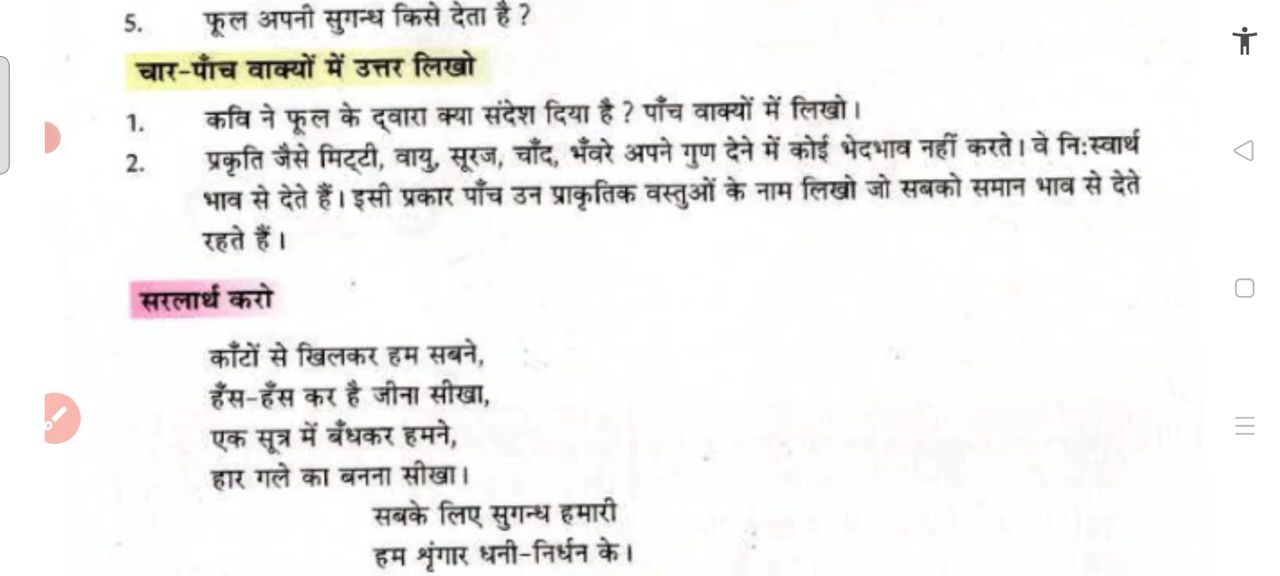 5. फूल अपनी सुगन्ध किसे देता है ?
चार-पाँच वाक्यों में उत्तर लिखो
1. कवि ने फूल के द्‌वारा क्या संदेश दिया है ? पाँच वाक्यों में लिखो।
2. प्रकृति जैसे मिट्‌टी, वायु, सूरज, चाँद, भँवरे अपने गुण देने में कोई भेदभाव नहीं करते। वे नि:स्वार्थ
भाव से देते हैं। इसी प्रकार पाँच उन प्राकृतिक वस्तुओं के नाम लिखो जो सबको समान भाव से देते
रहते हैं।
सरलार्थ करो
काँटों से खिलकर हम सबने,
हँस-हँस कर है जीना सीखा,
एक सूत्र में बँधकर हमने,
हार गले का बनना सीखा।
सबके लिए सुगन्ध हमारी
हम शृंगार धनी-निर्धन के।